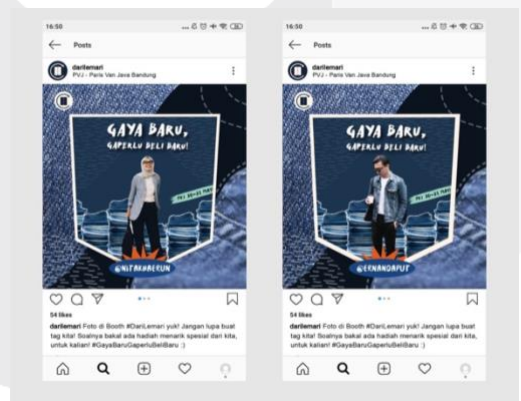 16:50
Posts
darilemari
PVJ - Paris Van Java Bandung
GAYA BARU,
GAPERLU BELI BARU!
@NITAKHAERUN
54 likes
darilemari Foto di Booth #DariLemari yuk! Jangan lupa buat
tag kita! Soalnya bakal ada hadiah menarik spesial dari kita,
untuk kalian! #GayaBaruGaperluBeliBaru :)
16:50
Posts
darilemari
PVJ - Paris Van Java Bandung
GAYA BARU,
GAPERLU BELI BARU!
@ERNANDAPUT
54 likes
darilemari Foto di Booth #DariLemari yuk! Jangan lupa buat
tag kita! Soalnya bakal ada hadiah menarik spesial dari kita,
untuk kalian! #GayaBaruGaperluBeliBaru :)